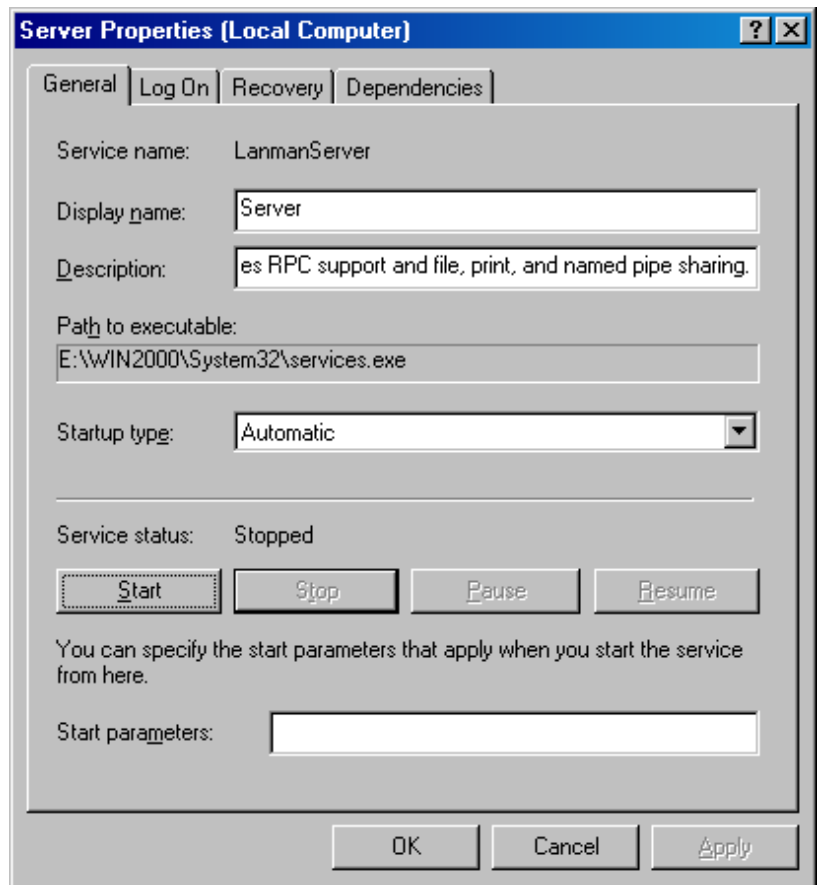 Server Properties (Local Computer)
General Log On Recovery Dependencies
Service name: LanmanServer
Display name: Server
Description: es RPC support and file, print, and named pipe sharing.
Path to executable:
E:\WIN2000\System32\services.exe
Startup type: Automatic
Service status: Stopped
Start Stop Pause Resume
You can specify the start parameters that apply when you start the service
from here.
Start parameters:
OK Cancel Apply